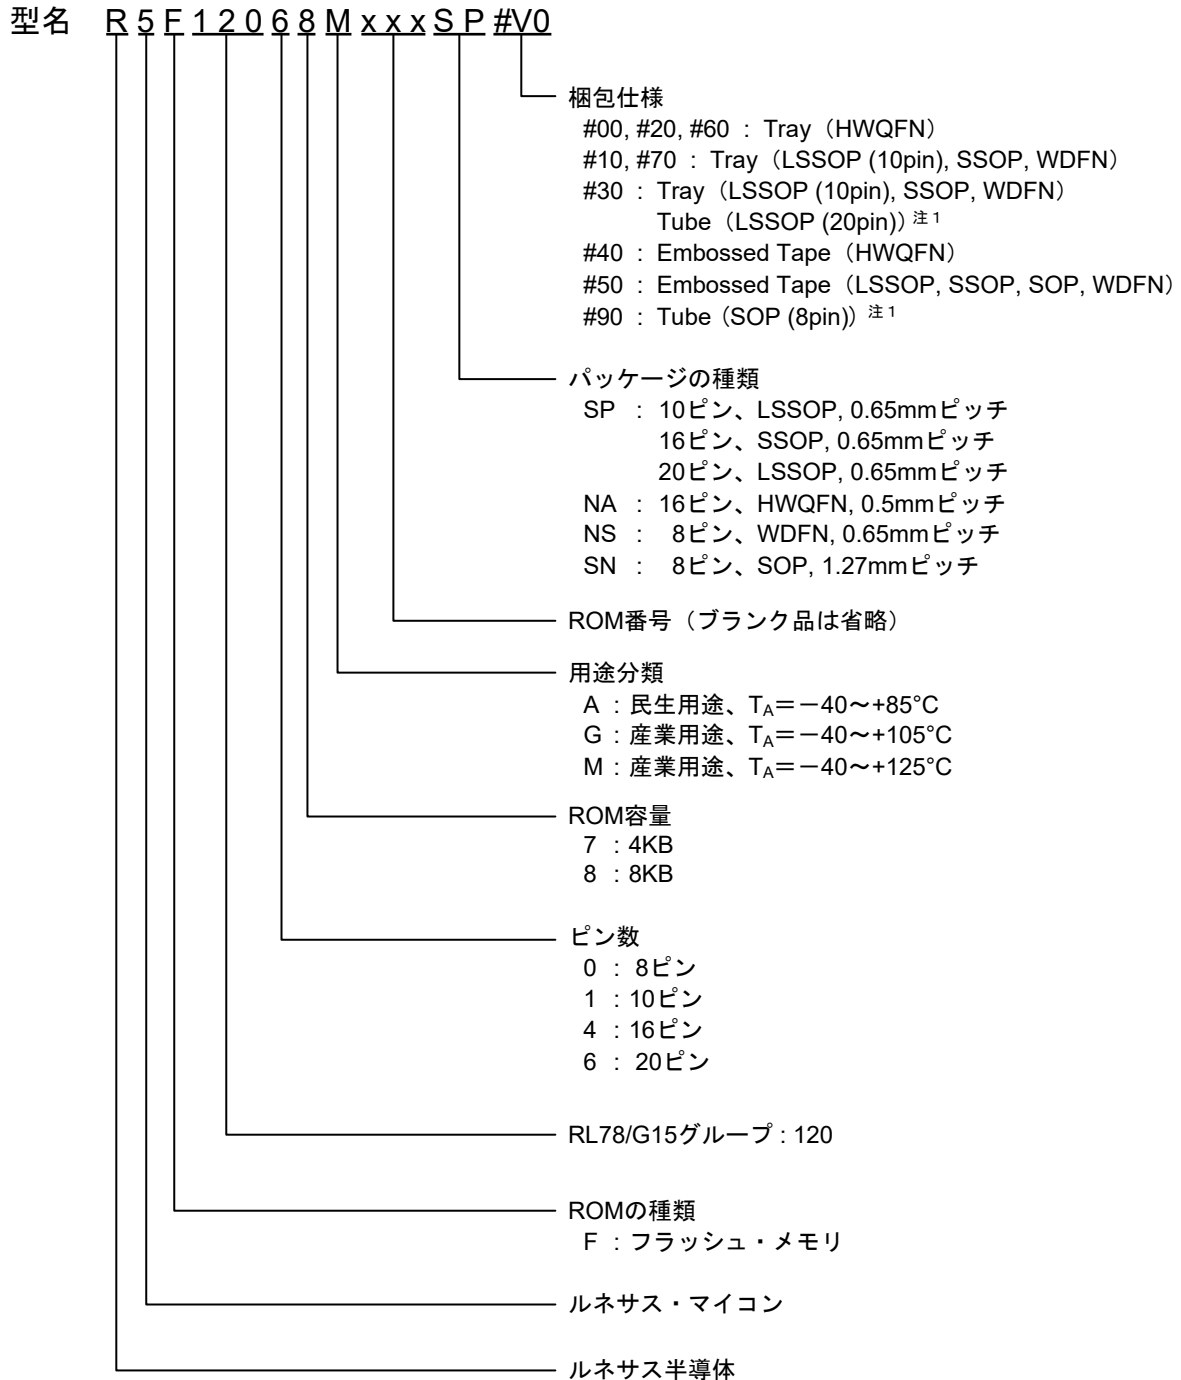 型名 R 5 F 1 2 0 6 8 M x x x S P #V0
梱包仕様
#00, #20, #60 : Tray（HWQFN）
#10, #70 : Tray（LSSOP (10pin), SSOP, WDFN）
#30 : Tray（LSSOP (10pin), SSOP, WDFN）
Tube（LSSOP (20pin)）注1
#40 : Embossed Tape（HWQFN）
#50 : Embossed Tape（LSSOP, SSOP, SOP, WDFN）
#90 : Tube（SOP (8pin)）注1
パッケージの種類
SP : 10ピン、LSSOP, 0.65mmピッチ
16ピン、SSOP, 0.65mmピッチ
20ピン、LSSOP, 0.65mmピッチ
NA : 16ピン、HWQFN, 0.5mmピッチ
NS : 8ピン、WDFN, 0.65mmピッチ
SN : 8ピン、SOP, 1.27mmピッチ
ROM番号（ブランク品は省略）
用途分類
A : 民生用途、TA＝－40～+85°C
G : 産業用途、TA＝－40～+105°C
M : 産業用途、TA＝－40～+125°C
ROM容量
7 : 4KB
8 : 8KB
ピン数
0 : 8ピン
1 : 10ピン
4 : 16ピン
6 : 20ピン
RL78/G15グループ : 120
ROMの種類
F : フラッシュ・メモリ
ルネサス・マイコン
ルネサス半導体